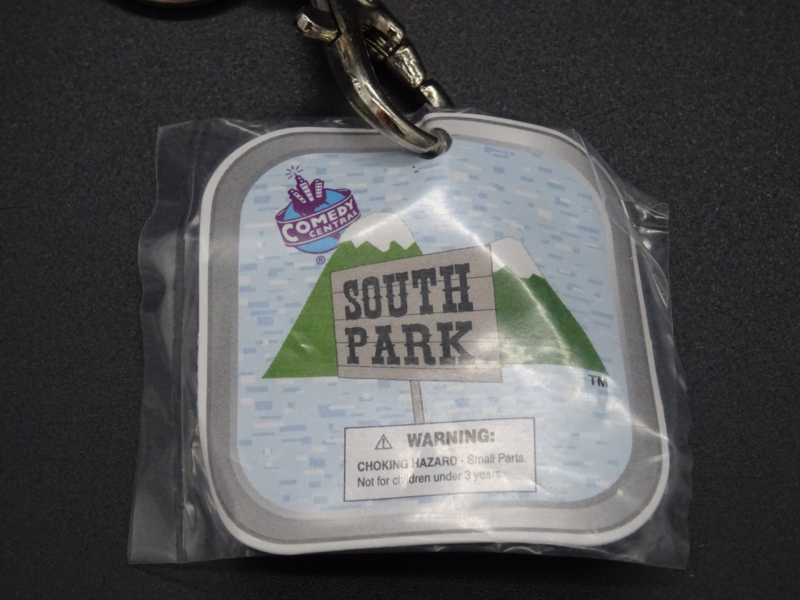 COMEDY
CENTRAL
®
SOUTH
PARK
TM
⚠ WARNING:
CHOKING HAZARD - Small Parts.
Not for children under 3 years.